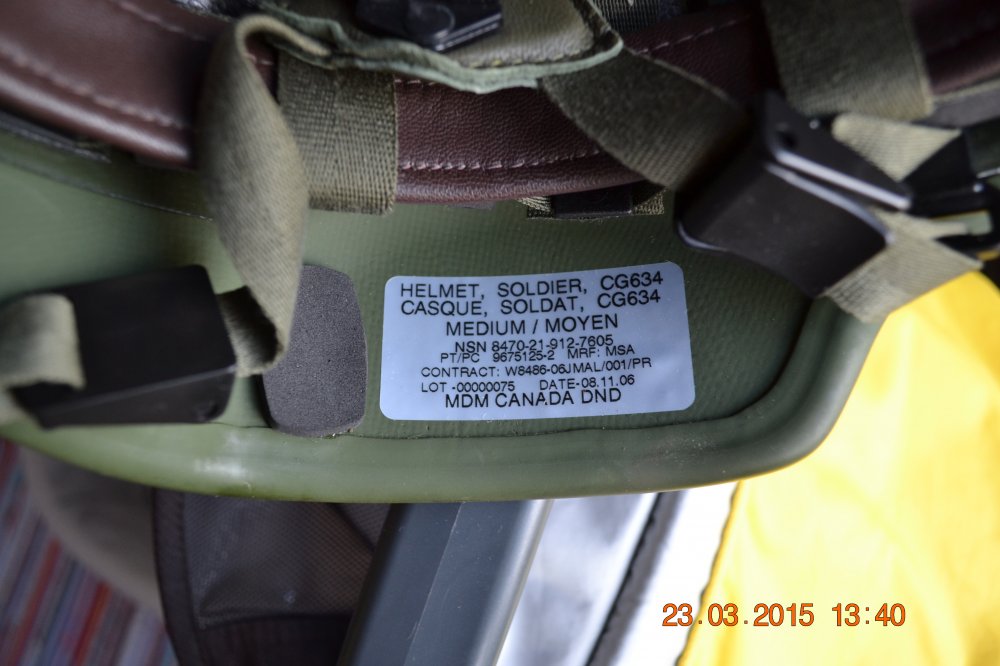 HELMET, SOLDIER, CG634
CASQUE, SOLDAT, CG634
MEDIUM / MOYEN
NSN 8470-21-912-7605
PT/PC 9675125-2 MRF: MSA
CONTRACT: W8486-06JMAL/001/PR
LOT -00000075 DATE-08.11.06
MDM CANADA DND
23.03.2015 13:40